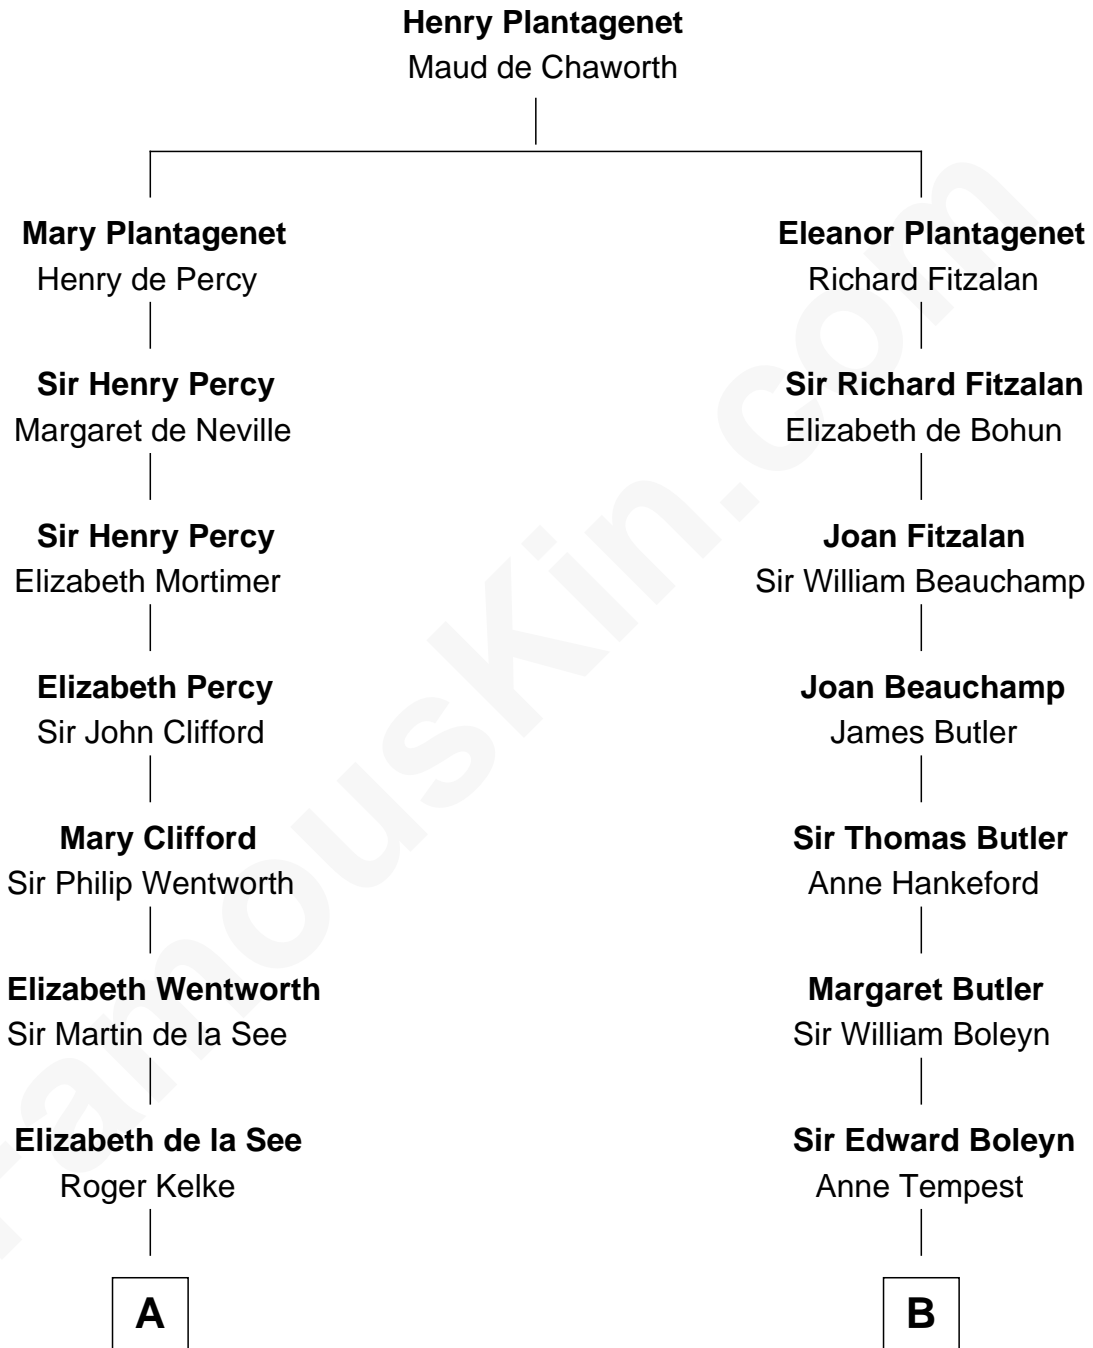 Henry Plantagenet
Maud de Chaworth
Mary Plantagenet
Henry de Percy
Eleanor Plantagenet
Richard Fitzalan
Sir Henry Percy
Margaret de Neville
Sir Richard Fitzalan
Elizabeth de Bohun
Sir Henry Percy
Elizabeth Mortimer
Joan Fitzalan
Sir William Beauchamp
Elizabeth Percy
Sir John Clifford
Joan Beauchamp
James Butler
Mary Clifford
Sir Philip Wentworth
Sir Thomas Butler
Anne Hankeford
Elizabeth Wentworth
Sir Martin de la See
Margaret Butler
Sir William Boleyn
Elizabeth de la See
Roger Kelke
Sir Edward Boleyn
Anne Tempest
A
B
FamousKin.com